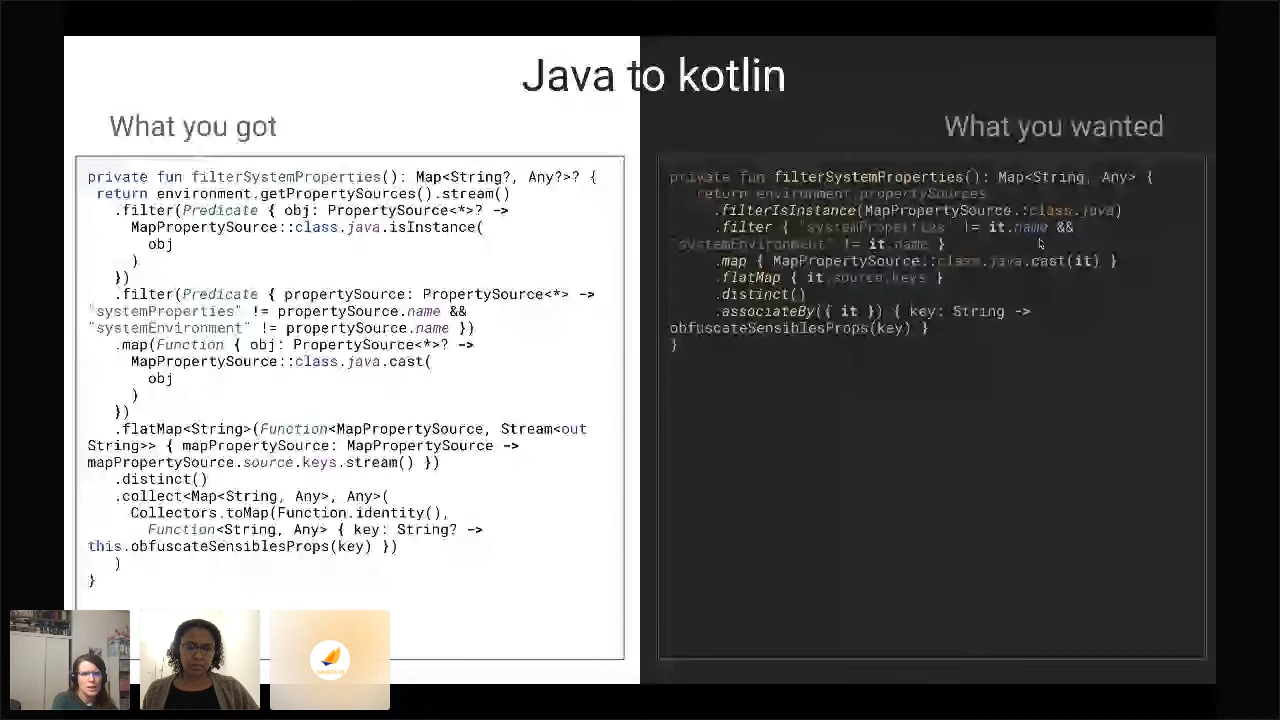 Java to kotlin
What you got
What you wanted
private fun filterSystemProperties(): Map<String?, Any?>? {
return environment.getPropertySources().stream()
.filter(Predicate { obj: PropertySource<*>? ->
MapPropertySource::class.java.isInstance(
obj
)
})
.filter(Predicate { propertySource: PropertySource<*> ->
"systemProperties" != propertySource.name &&
"systemEnvironment" != propertySource.name })
.map(Function { obj: PropertySource<*>? ->
MapPropertySource::class.java.cast(
obj
)
})
.flatMap<String>(Function<MapPropertySource, Stream<out
String>> { mapPropertySource: MapPropertySource ->
mapPropertySource.source.keys.stream() })
.distinct()
.collect<Map<String, Any>, Any>(
Collectors.toMap(Function.identity(),
Function<String, Any> { key: String? ->
this.obfuscateSensiblesProps(key) })
)
}
private fun filterSystemProperties(): Map<String, Any> {
return environment.propertySources
.filterIsInstance(MapPropertySource::class.java)
.filter { "systemProperties" != it.name &&
"systemEnvironment" != it.name }
.map { MapPropertySource::class.java.cast(it) }
.flatMap { it.source.keys }
.distinct()
.associateBy({ it }) { key: String ->
obfuscateSensiblesProps(key) }
}